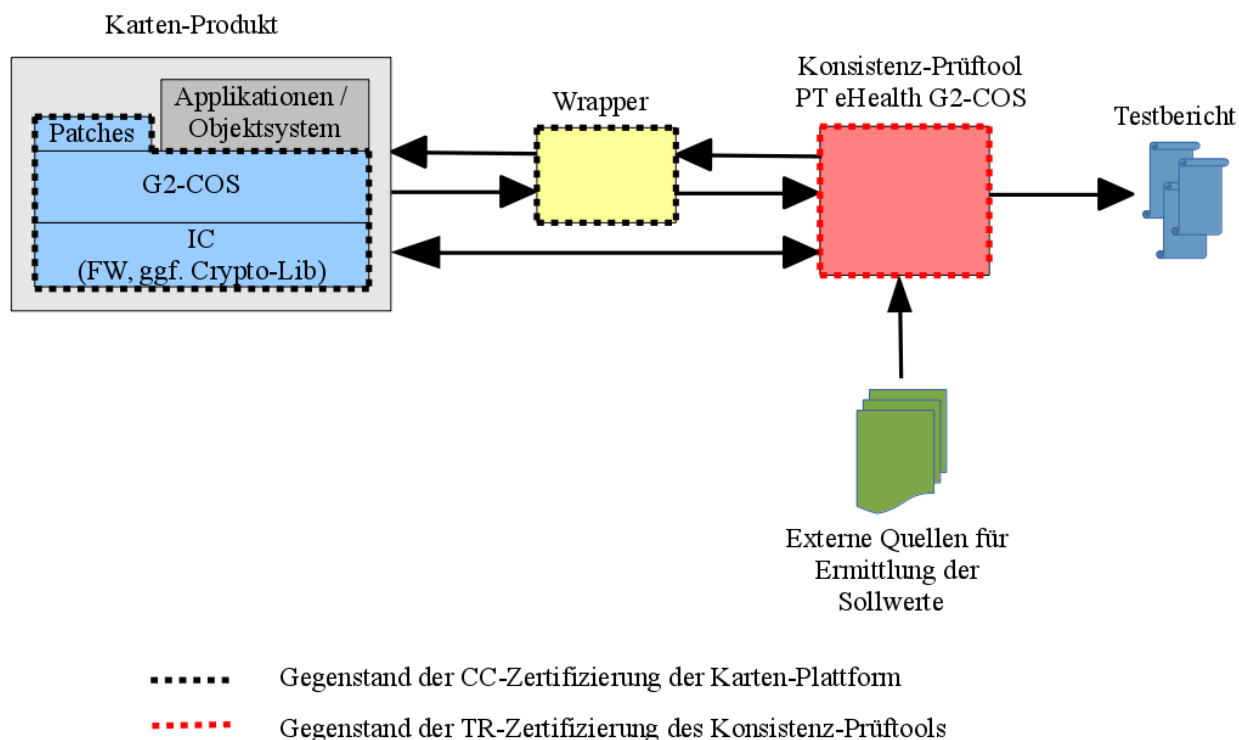 Karten-Produkt
Applikationen /
Objektsystem
Patches
G2-COS
IC
(FW, ggf. Crypto-Lib)
Wrapper
Konsistenz-Prüftool
PT eHealth G2-COS
Testbericht
Externe Quellen für
Ermittlung der
Sollwerte
Gegenstand der CC-Zertifizierung der Karten-Plattform
Gegenstand der TR-Zertifizierung des Konsistenz-Prüftools